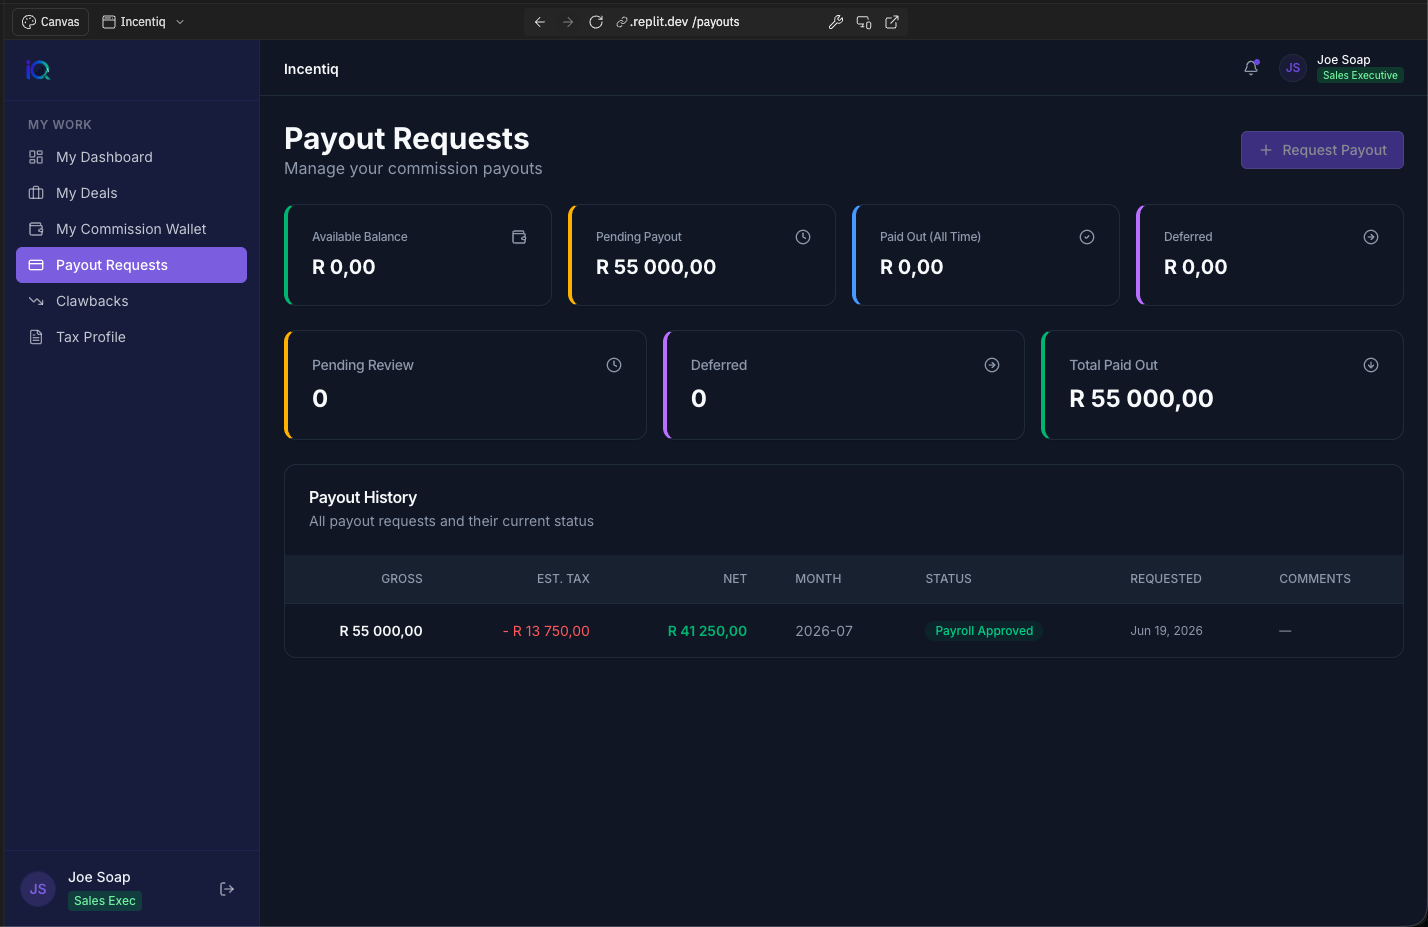 Canvas
Incentiq
.replit.dev /payouts
iQ
Incentiq
JS
Joe Soap
Sales Executive
MY WORK
My Dashboard
My Deals
My Commission Wallet
Payout Requests
Clawbacks
Tax Profile
Payout Requests
Manage your commission payouts
+ Request Payout
Available Balance
R 0,00
Pending Payout
R 55 000,00
Paid Out (All Time)
R 0,00
Deferred
R 0,00
Pending Review
0
Deferred
0
Total Paid Out
R 55 000,00
Payout History
All payout requests and their current status
GROSS EST. TAX NET MONTH STATUS REQUESTED COMMENTS
R 55 000,00 - R 13 750,00 R 41 250,00 2026-07 Payroll Approved Jun 19, 2026 —
JS
Joe Soap
Sales Exec